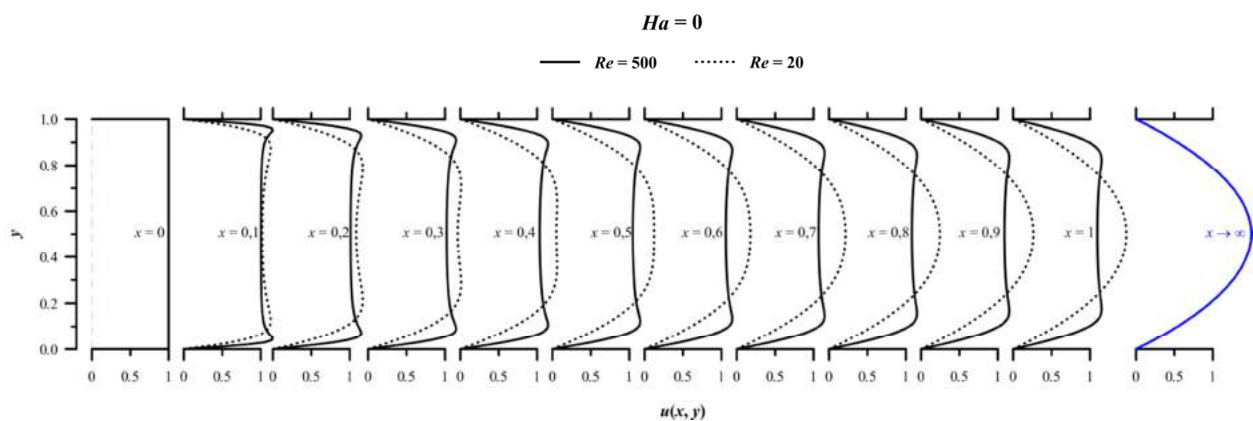 Ha = 0
Re = 500 Re = 20
1.0
0.8
0.6
0.4
0.2
0.0
y
x = 0 x = 0,1 x = 0,2 x = 0,3 x = 0,4 x = 0,5 x = 0,6 x = 0,7 x = 0,8 x = 0,9 x = 1 x → ∞
0 0.5 1 0 0.5 1 0 0.5 1 0 0.5 1 0 0.5 1 0 0.5 1 0 0.5 1 0 0.5 1 0 0.5 1 0 0.5 1 0 0.5 1 0 0.5 1
u(x, y)